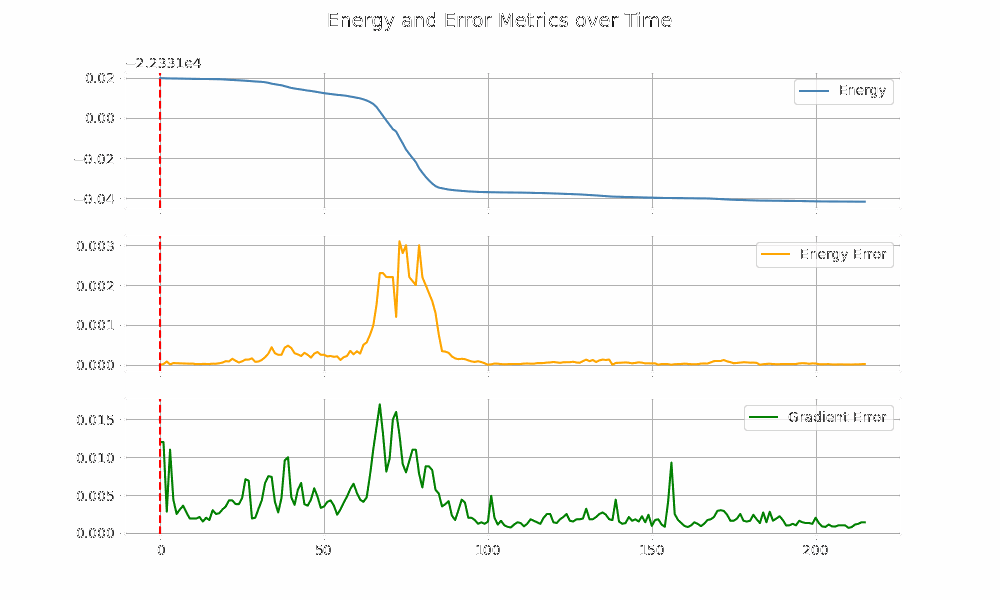 Energy and Error Metrics over Time
−2.2331e4
0.02
0.00
−0.02
−0.04
Energy
0.003
0.002
0.001
0.000
Energy Error
0.015
0.010
0.005
0.000
Gradient Error
0 50 100 150 200